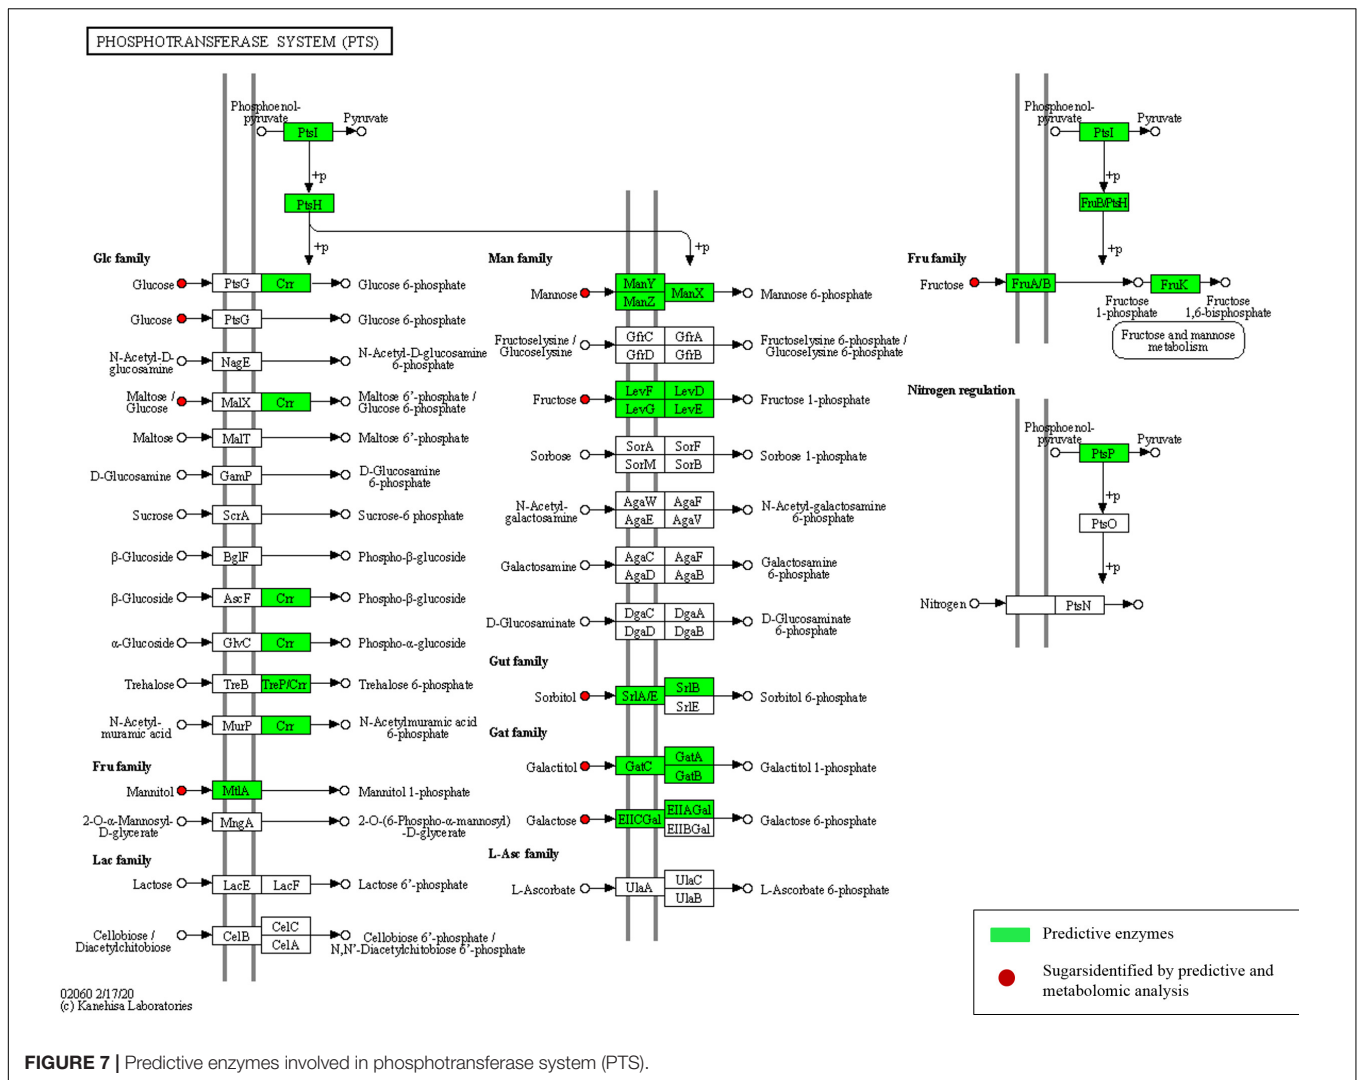 PHOSPHOTRANSFERASE SYSTEM (PTS)
Phosphoenol-
pyruvate
PtsI
Pyruvate
+p
PtsH
+p
+p
Glc family
Glucose
PtsG
Crr
Glucose 6-phosphate
Glucose
PtsG
Glucose 6-phosphate
N-Acetyl-D-
glucosamine
NagE
N-Acetyl-D-glucosamine
6-phosphate
Maltose /
Glucose
MalX
Crr
Maltose 6'-phosphate /
Glucose 6-phosphate
Maltose
MalT
Maltose 6'-phosphate
D-Glucosamine
GamP
D-Glucosamine
6-phosphate
Sucrose
ScrA
Sucrose-6 phosphate
β-Glucoside
BglF
Phospho-β-glucoside
β-Glucoside
AscF
Crr
Phospho-β-glucoside
α-Glucoside
GlvC
Crr
Phospho-α-glucoside
Trehalose
TreB
TreP/Crr
Trehalose 6-phosphate
N-Acetyl-
muramic acid
MurP
Crr
N-Acetylmuramic acid
6-phosphate
Fru family
Mannitol
MtlA
Mannitol 1-phosphate
2-O-α-Mannosyl-
D-glycerate
MngA
2-O-(6-Phospho-α-mannosyl)
-D-glycerate
Lac family
Lactose
LacE
LacF
Lactose 6'-phosphate
Cellobiose /
Diacetylchitobiose
CelB
CelC
CelA
Cellobiose 6'-phosphate /
N,N'-Diacetylchitobiose 6'-phosphate
Man family
Mannose
ManY
ManZ
ManX
Mannose 6-phosphate
Fructoselysine /
Glucoselysine
GfrC
GfrA
GfrD
GfrB
Fructoselysine 6-phosphate /
Glucoselysine 6-phosphate
Fructose
LevF
LevD
LevG
LevE
Fructose 1-phosphate
Sorbose
SorA
SorF
SorM
SorB
Sorbose 1-phosphate
N-Acetyl-
galactosamine
AgaW
AgaF
AgaE
AgaV
N-Acetyl-galactosamine
6-phosphate
Galactosamine
AgaC
AgaF
AgaD
AgaB
Galactosamine
6-phosphate
D-Glucosaminate
DgaC
DgaA
DgaD
DgaB
D-Glucosaminate
6-phosphate
Gut family
Sorbitol
SrlA/E
SrlB
SrlE
Sorbitol 6-phosphate
Gat family
Galactitol
GatC
GatA
GatB
Galactitol 1-phosphate
Galactose
EIICGal
EIIAGal
EIIBGal
Galactose 6-phosphate
L-Asc family
L-Ascorbate
UlaA
UlaC
UlaB
L-Ascorbate 6-phosphate
Phosphoenol-
pyruvate
PtsI
Pyruvate
+p
FruB/PtsH
+p
Fru family
Fructose
FruA/B
FruK
Fructose
1-phosphate
Fructose
1,6-bisphosphate
Fructose and mannose
metabolism
Nitrogen regulation
Phosphoenol-
pyruvate
PtsP
Pyruvate
+p
PtsO
+p
Nitrogen
PtsN
Predictive enzymes
Sugarsidentified by predictive and
metabolomic analysis
02060 2/17/20
(c) Kanehisa Laboratories
FIGURE 7 | Predictive enzymes involved in phosphotransferase system (PTS).